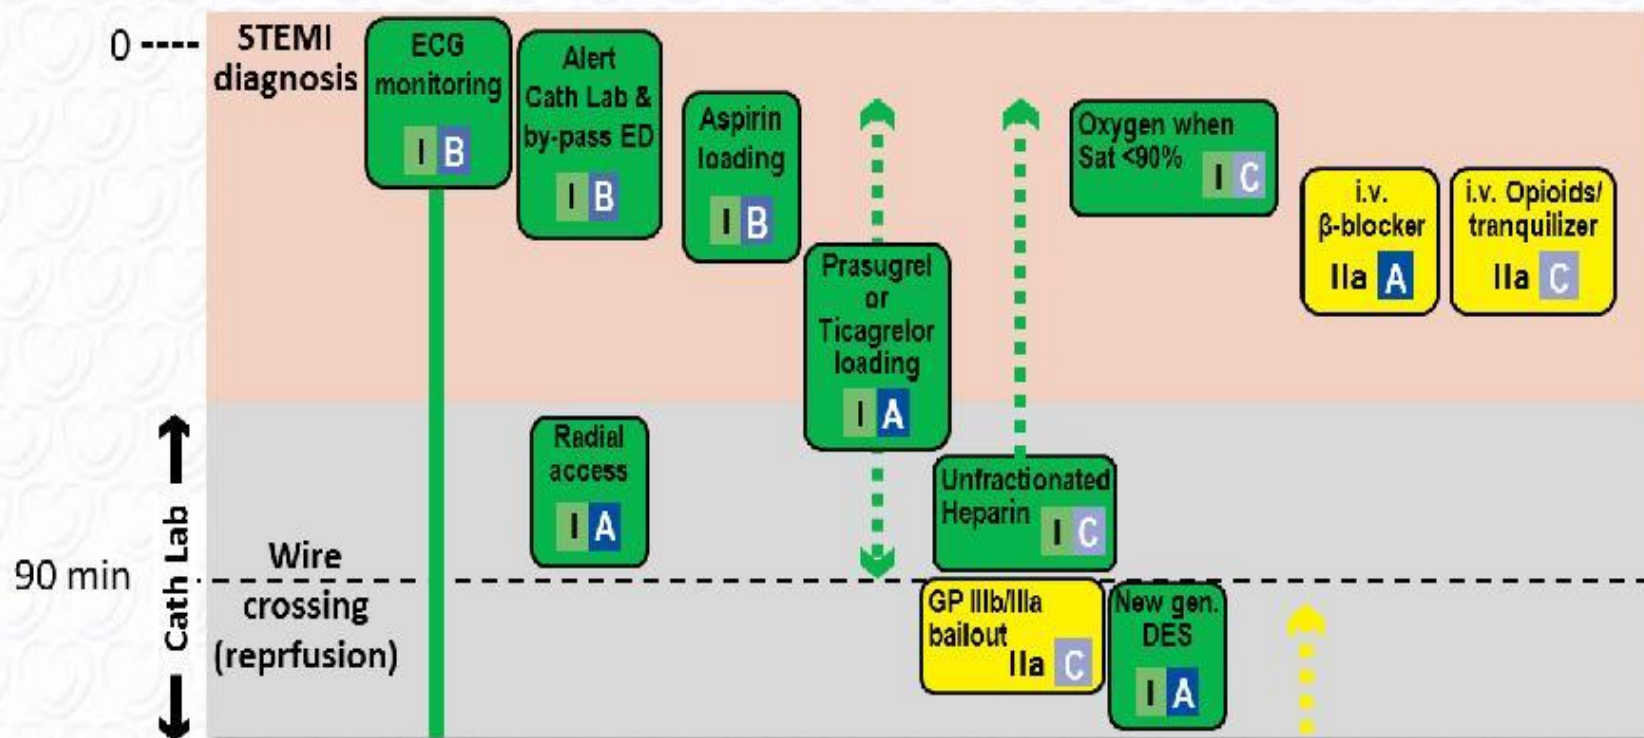 0 ----
STEMI
diagnosis
ECG
monitoring
I B
Alert
Cath Lab &
by-pass ED
I B
Aspirin
loading
I B
Oxygen when
Sat <90%
I C
i.v.
β-blocker
IIa A
i.v. Opioids/
tranquilizer
IIa C
Prasugrel
or
Ticagrelor
loading
I A
Cath Lab
Radial
access
I A
Unfractionated
Heparin I C
90 min
Wire
crossing
(reprfusion)
GP IIIb/IIIa
bailout
IIa C
New gen.
DES
I A